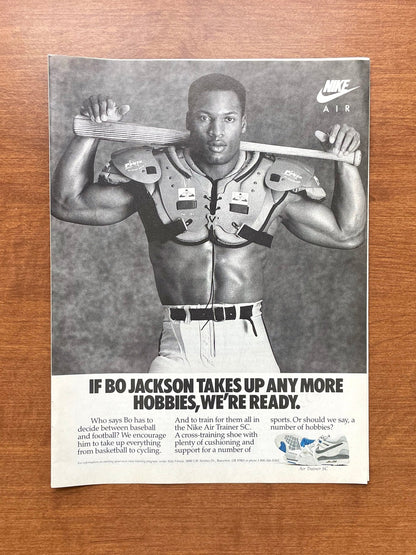 NIKE
AIR
IF BO JACKSON TAKES UP ANY MORE
HOBBIES, WE'RE READY.
Who says Bo has to
decide between baseball
and football? We encourage
him to take up everything
from basketball to cycling.
And to train for them all in
the Nike Air Trainer SC.
A cross-training shoe with
plenty of cushioning and
support for a number of
sports. Or should we say, a
number of hobbies?
Air Trainer SC